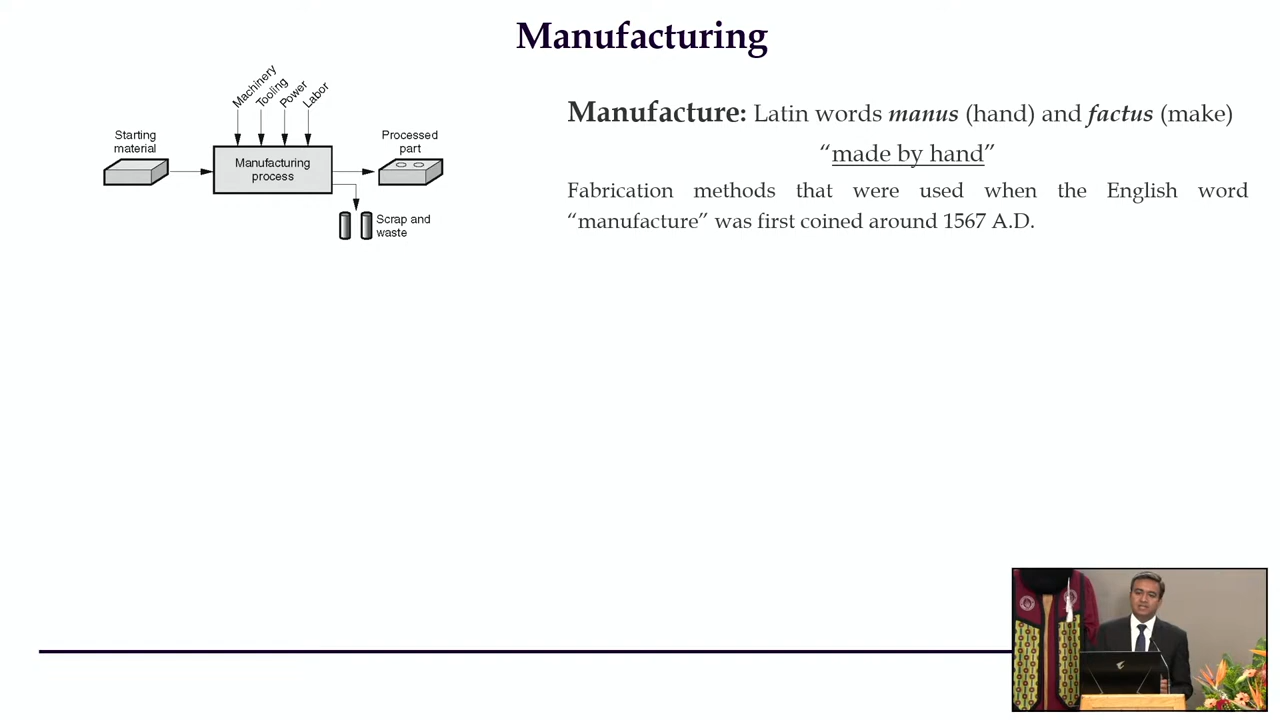 Manufacturing
Machinery
Tooling
Power
Labor
Starting
material
Manufacturing
process
Processed
part
Scrap and
waste
Manufacture: Latin words manus (hand) and factus (make)
“made by hand”
Fabrication methods that were used when the English word
“manufacture” was first coined around 1567 A.D.